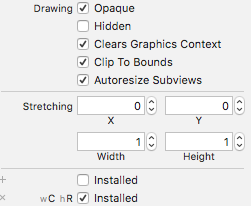 Drawing Opaque
Hidden
Clears Graphics Context
Clip To Bounds
Autoresize Subviews
Stretching 0 0
X Y
1 1
Width Height
+ Installed
× wC hR Installed